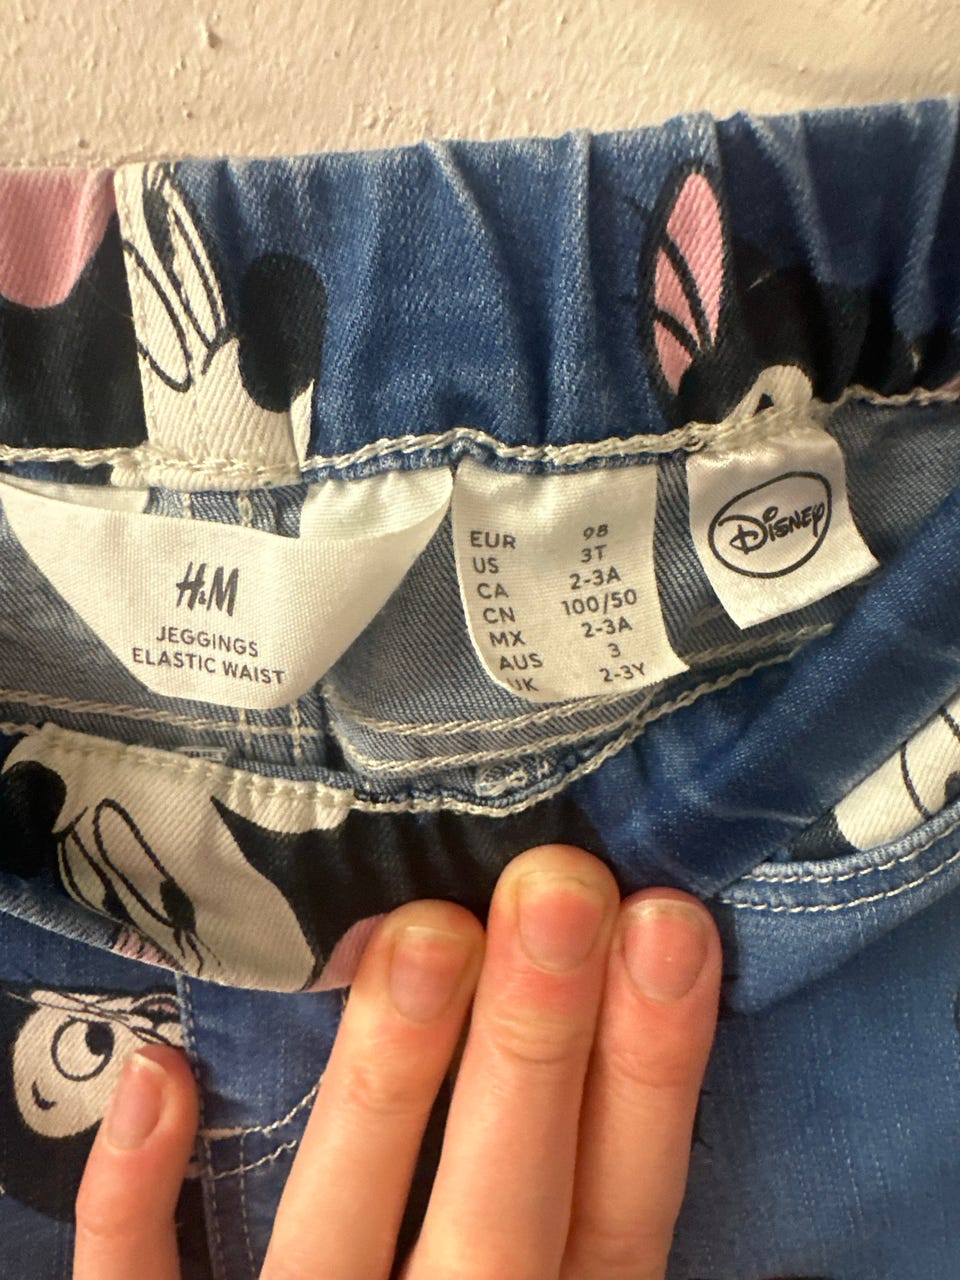 H&M
JEGGINGS
ELASTIC WAIST
EUR 98
US 3T
CA 2-3A
CN 100/50
MX 2-3A
AUS 3
UK 2-3Y
Disney